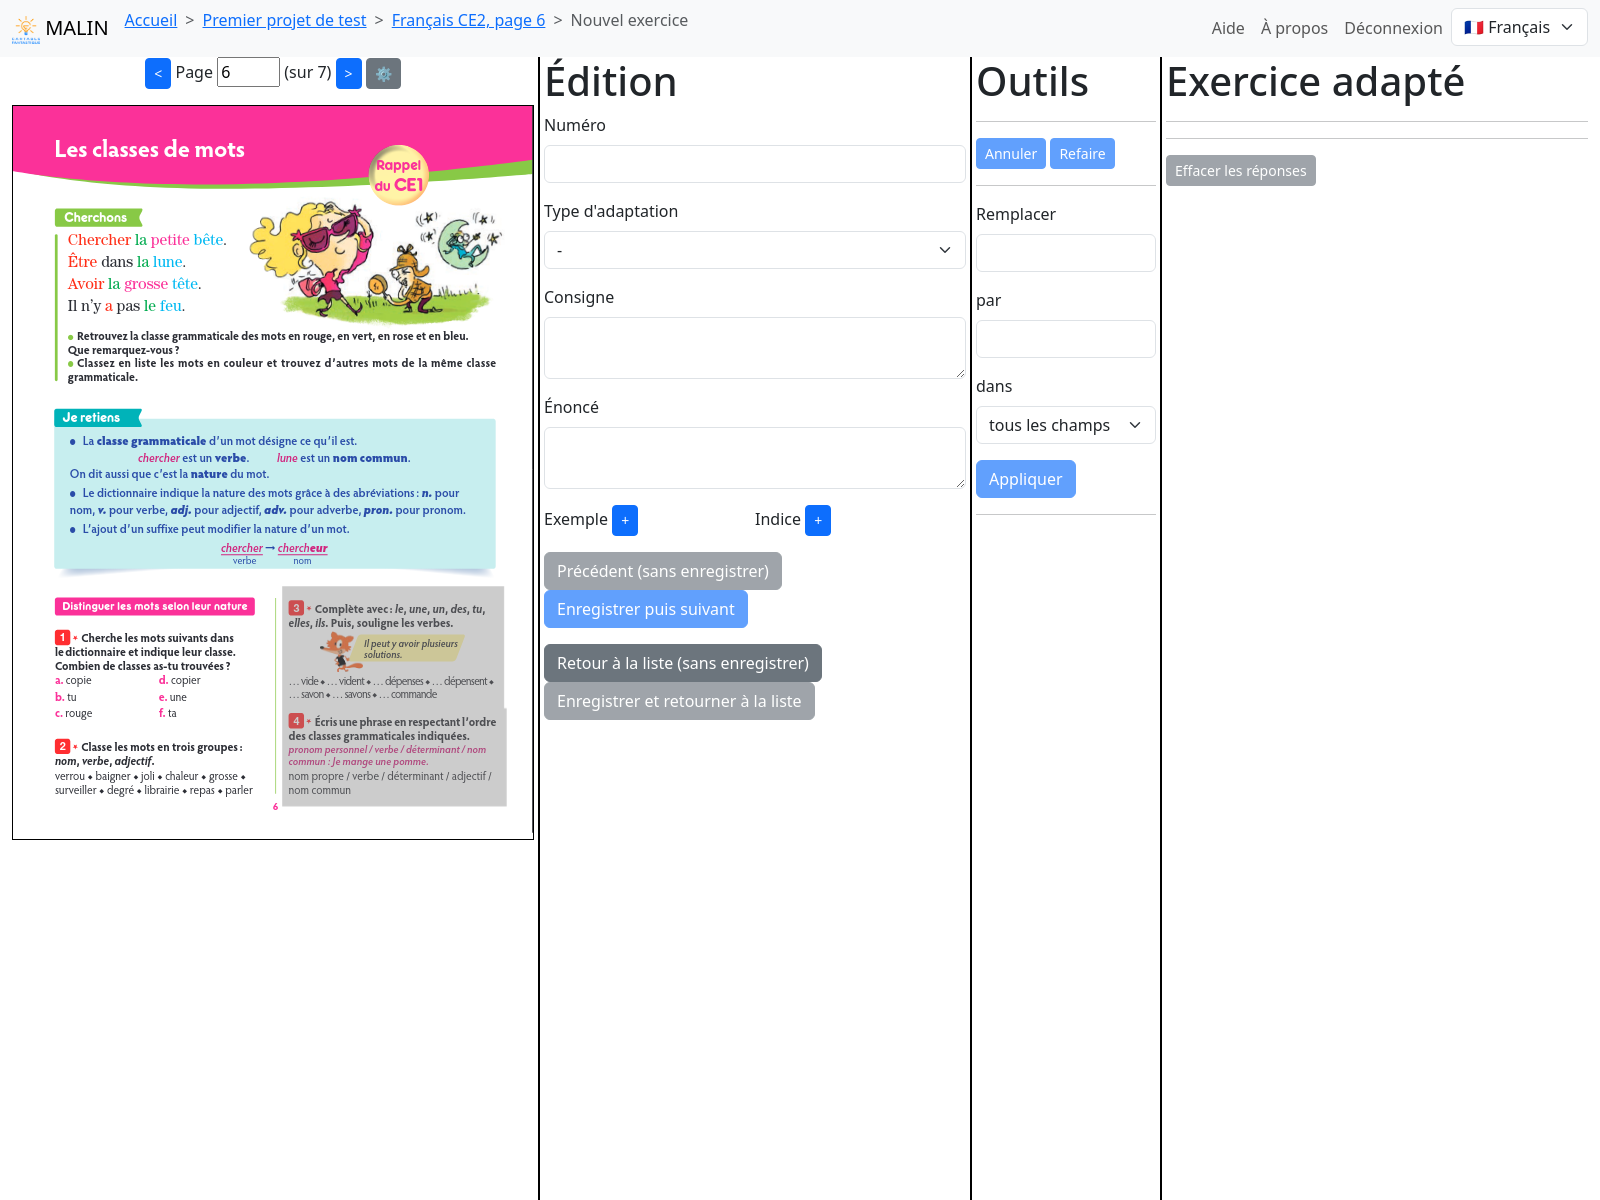 MALIN
Accueil > Premier projet de test > Français CE2, page 6 > Nouvel exercice
Aide À propos Déconnexion 🇫🇷 Français
< Page 6 (sur 7) > ⚙️
Les classes de mots
Rappel
du CE1
Cherchons
Chercher la petite bête.
Être dans la lune.
Avoir la grosse tête.
Il n'y a pas le feu.
• Retrouvez la classe grammaticale des mots en rouge, en vert, en rose et en bleu.
Que remarquez-vous ?
• Classez en liste les mots en couleur et trouvez d'autres mots de la même classe
grammaticale.
Je retiens
• La classe grammaticale d'un mot désigne ce qu'il est.
chercher est un verbe. lune est un nom commun.
On dit aussi que c'est la nature du mot.
• Le dictionnaire indique la nature des mots grâce à des abréviations : n. pour
nom, v. pour verbe, adj. pour adjectif, adv. pour adverbe, pron. pour pronom.
• L'ajout d'un suffixe peut modifier la nature d'un mot.
chercher → chercheur
verbe nom
Distinguer les mots selon leur nature
1 * Cherche les mots suivants dans
le dictionnaire et indique leur classe.
Combien de classes as-tu trouvées ?
a. copie d. copier
b. tu e. une
c. rouge f. ta
2 * Classe les mots en trois groupes :
nom, verbe, adjectif.
verrou ◆ baigner ◆ joli ◆ chaleur ◆ grosse ◆
surveiller ◆ degré ◆ librairie ◆ repas ◆ parler
3 * Complète avec : le, une, un, des, tu,
elles, ils. Puis, souligne les verbes.
Il peut y avoir plusieurs
solutions.
… vide ◆ … vident ◆ … dépenses ◆ … dépensent ◆
… savon ◆ … savons ◆ … commande
4 * Écris une phrase en respectant l'ordre
des classes grammaticales indiquées.
pronom personnel / verbe / déterminant / nom
commun : Je mange une pomme.
nom propre / verbe / déterminant / adjectif /
nom commun
6
Édition
Numéro
Type d'adaptation
-
Consigne
Énoncé
Exemple + Indice +
Précédent (sans enregistrer)
Enregistrer puis suivant
Retour à la liste (sans enregistrer)
Enregistrer et retourner à la liste
Outils
Annuler Refaire
Remplacer
par
dans
tous les champs
Appliquer
Exercice adapté
Effacer les réponses